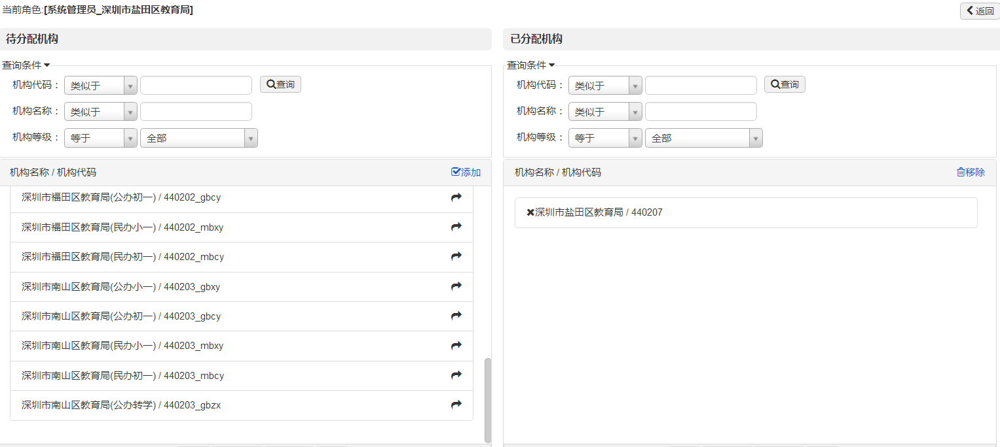 当前角色:[系统管理员_深圳市盐田区教育局]
返回
待分配机构
查询条件
机构代码： 类似于 查询
机构名称： 类似于
机构等级： 等于 全部
机构名称 / 机构代码 添加
深圳市福田区教育局(公办初一) / 440202_gbcy
深圳市福田区教育局(民办小一) / 440202_mbxy
深圳市福田区教育局(民办初一) / 440202_mbcy
深圳市南山区教育局(公办小一) / 440203_gbxy
深圳市南山区教育局(公办初一) / 440203_gbcy
深圳市南山区教育局(民办小一) / 440203_mbxy
深圳市南山区教育局(民办初一) / 440203_mbcy
深圳市南山区教育局(公办转学) / 440203_gbzx
已分配机构
查询条件
机构代码： 类似于 查询
机构名称： 类似于
机构等级： 等于 全部
机构名称 / 机构代码 移除
深圳市盐田区教育局 / 440207